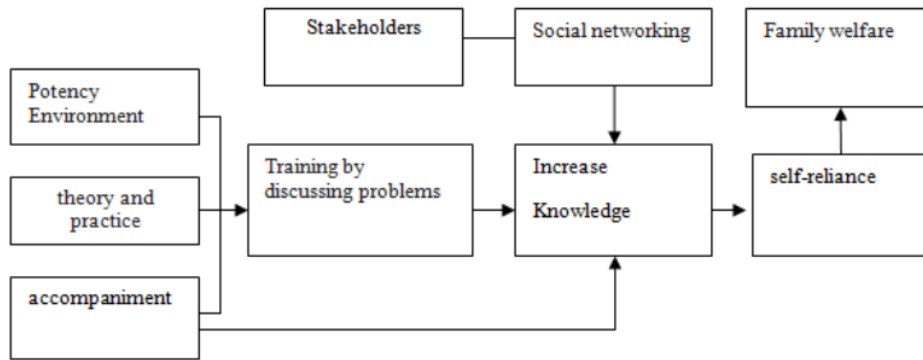 Stakeholders
Social networking
Family welfare
Potency
Environment
Training by
discussing problems
Increase
Knowledge
self-reliance
theory and
practice
accompaniment